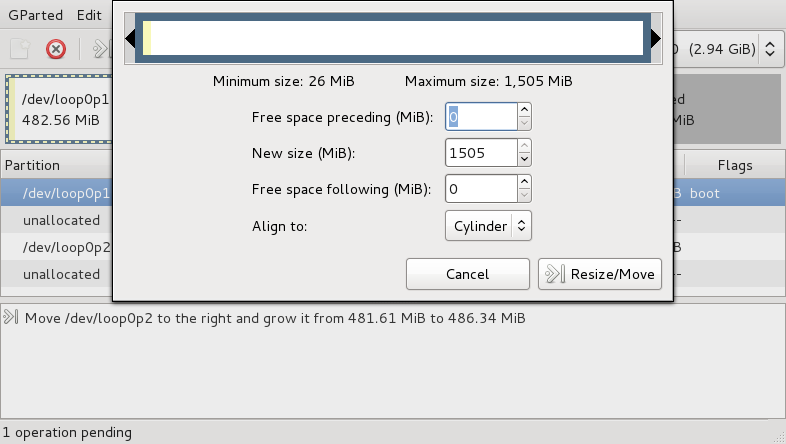 GParted Edit
0 (2.94 GiB)
/dev/loop0p1
482.56 MiB
ed
MiB
Minimum size: 26 MiB Maximum size: 1,505 MiB
Free space preceding (MiB): 0
New size (MiB): 1505
Free space following (MiB): 0
Align to: Cylinder
Cancel Resize/Move
Partition Flags
/dev/loop0p1 B boot
unallocated --
/dev/loop0p2 B
unallocated --
Move /dev/loop0p2 to the right and grow it from 481.61 MiB to 486.34 MiB
1 operation pending